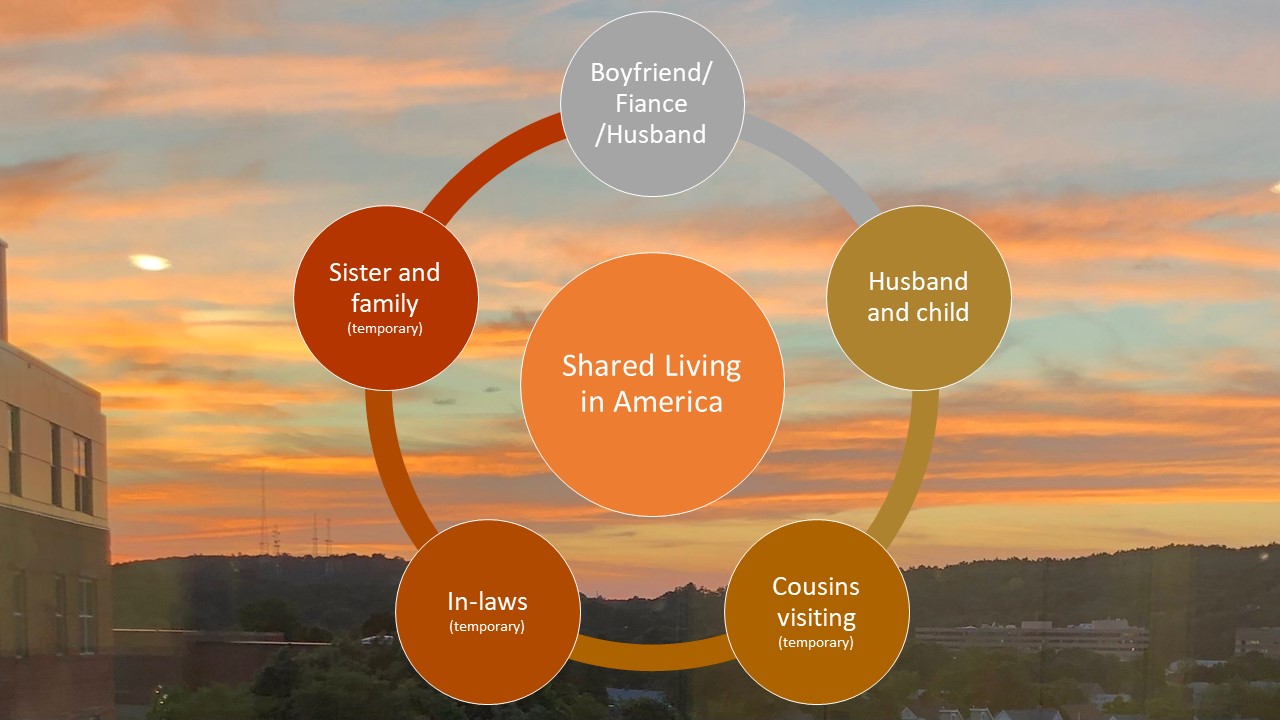 Boyfriend/
Fiance
/Husband
Husband
and child
Cousins
visiting
(temporary)
In-laws
(temporary)
Sister and
family
(temporary)
Shared Living
in America